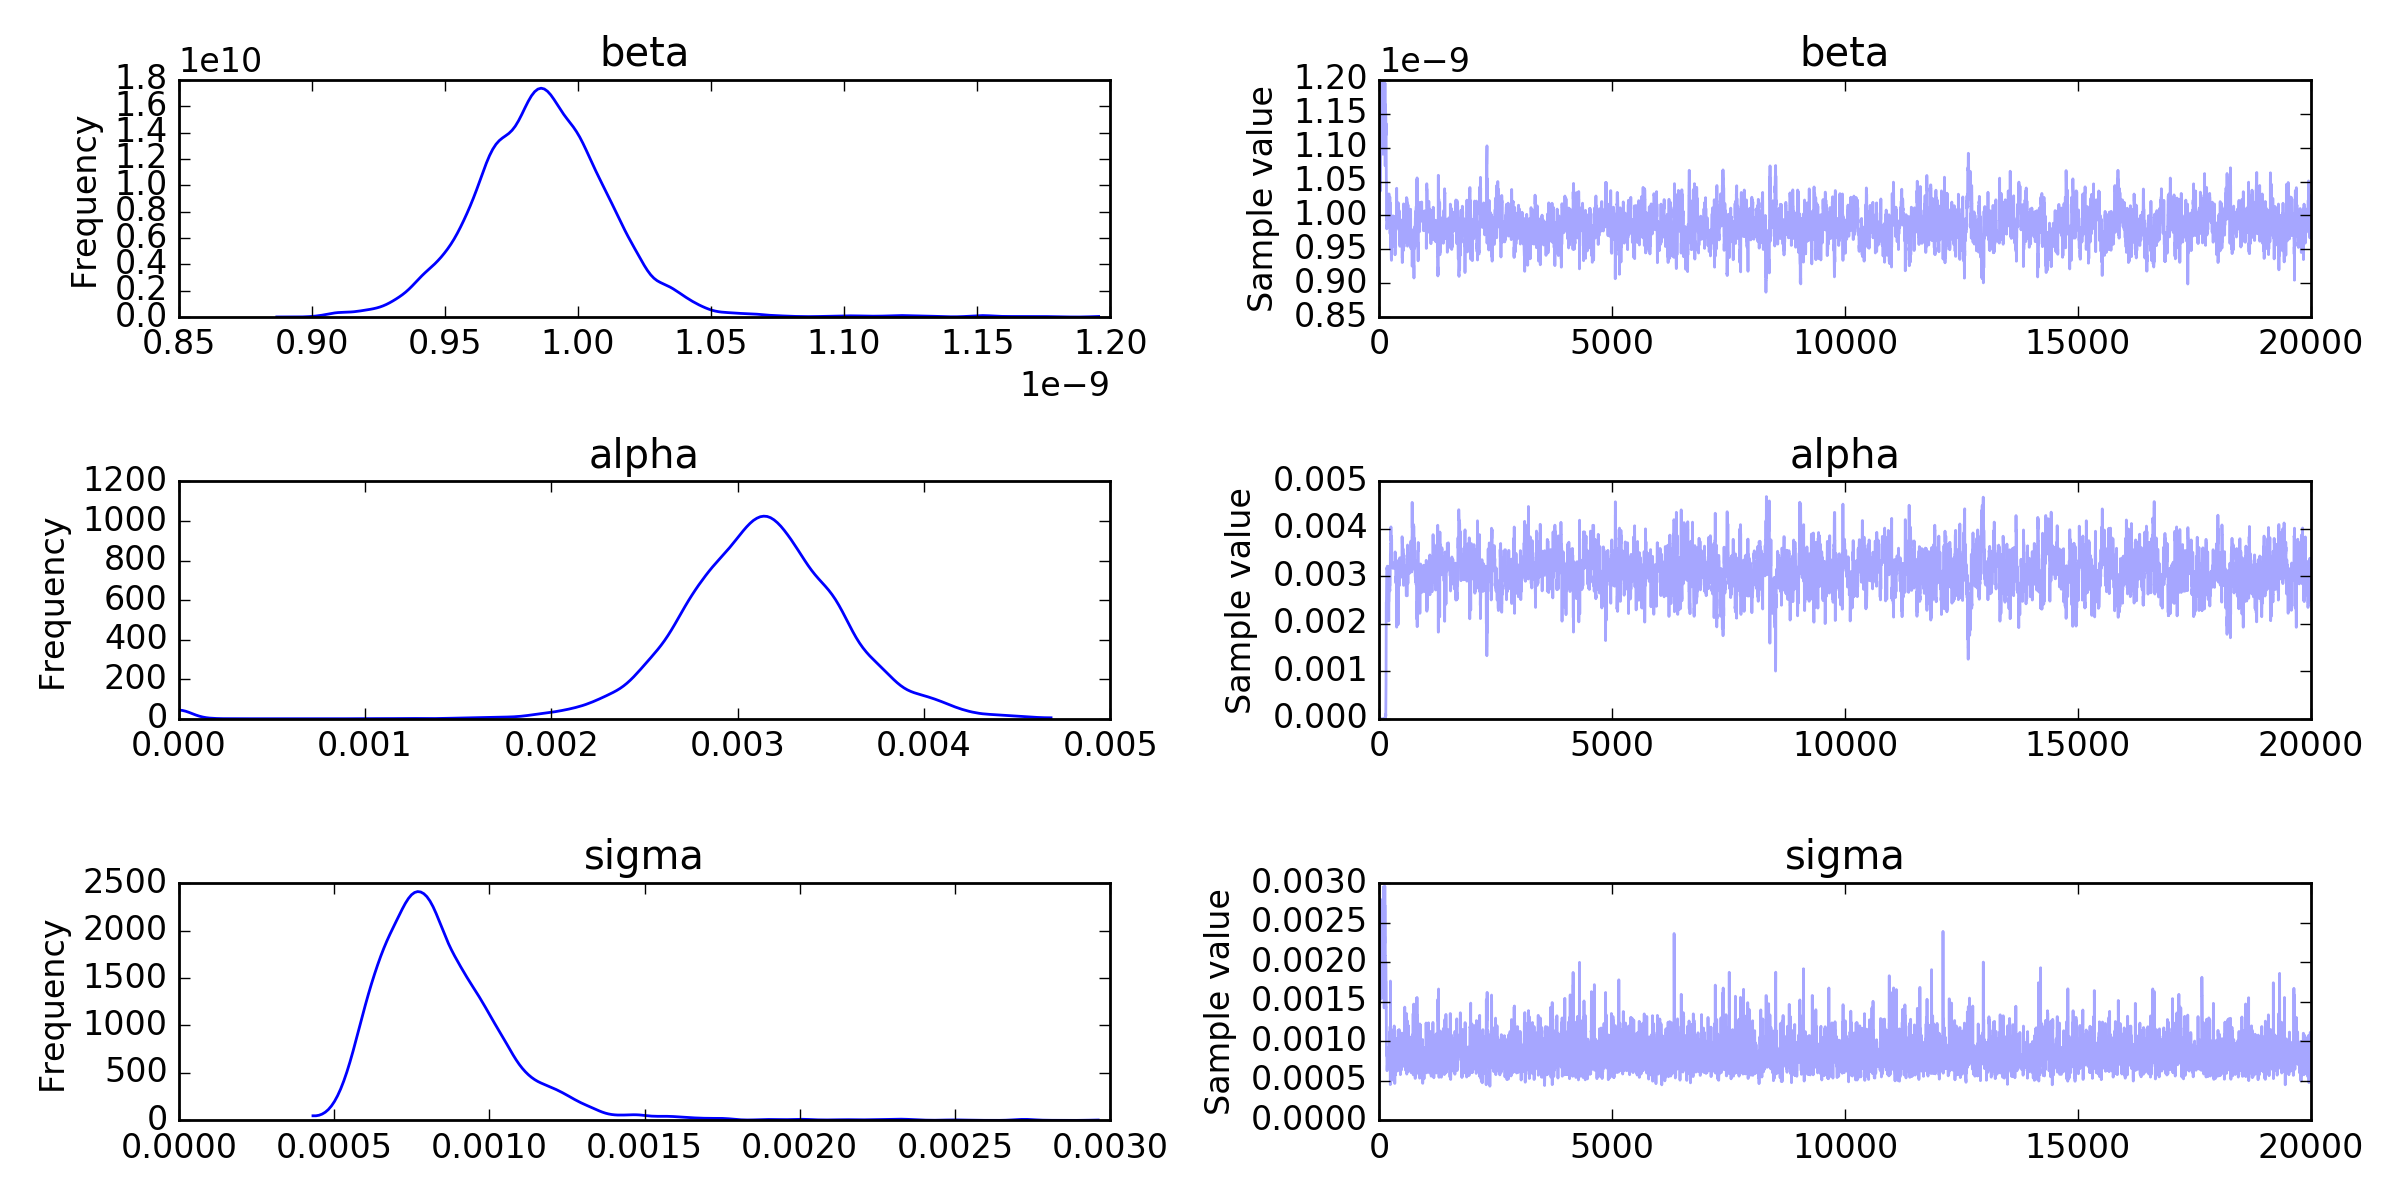 beta
1e10
1.8
1.6
1.4
1.2
1.0
0.8
0.6
0.4
0.2
0.0
Frequency
0.85 0.90 0.95 1.00 1.05 1.10 1.15 1.20
1e−9
beta
1e−9
1.20
1.15
1.10
1.05
1.00
0.95
0.90
0.85
Sample value
0 5000 10000 15000 20000
alpha
1200
1000
800
600
400
200
0
Frequency
0.000 0.001 0.002 0.003 0.004 0.005
alpha
0.005
0.004
0.003
0.002
0.001
0.000
Sample value
0 5000 10000 15000 20000
sigma
2500
2000
1500
1000
500
0
Frequency
0.0000 0.0005 0.0010 0.0015 0.0020 0.0025 0.0030
sigma
0.0030
0.0025
0.0020
0.0015
0.0010
0.0005
0.0000
Sample value
0 5000 10000 15000 20000